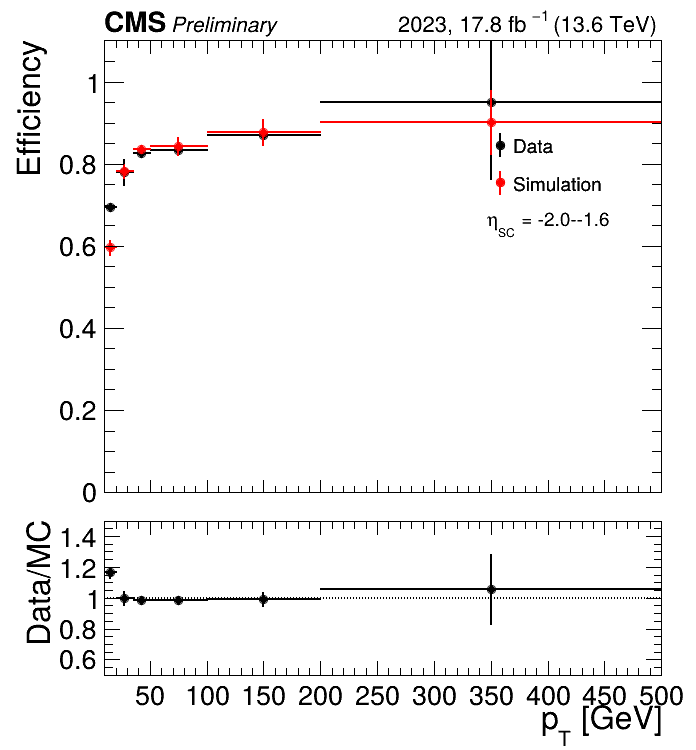 CMS Preliminary 2023, 17.8 fb⁻¹ (13.6 TeV)
Efficiency
1
0.8
0.6
0.4
0.2
0
Data
Simulation
ηSC = -2.0--1.6
Data/MC
1.4
1.2
1
0.8
0.6
50 100 150 200 250 300 350 400 450 500
pT [GeV]